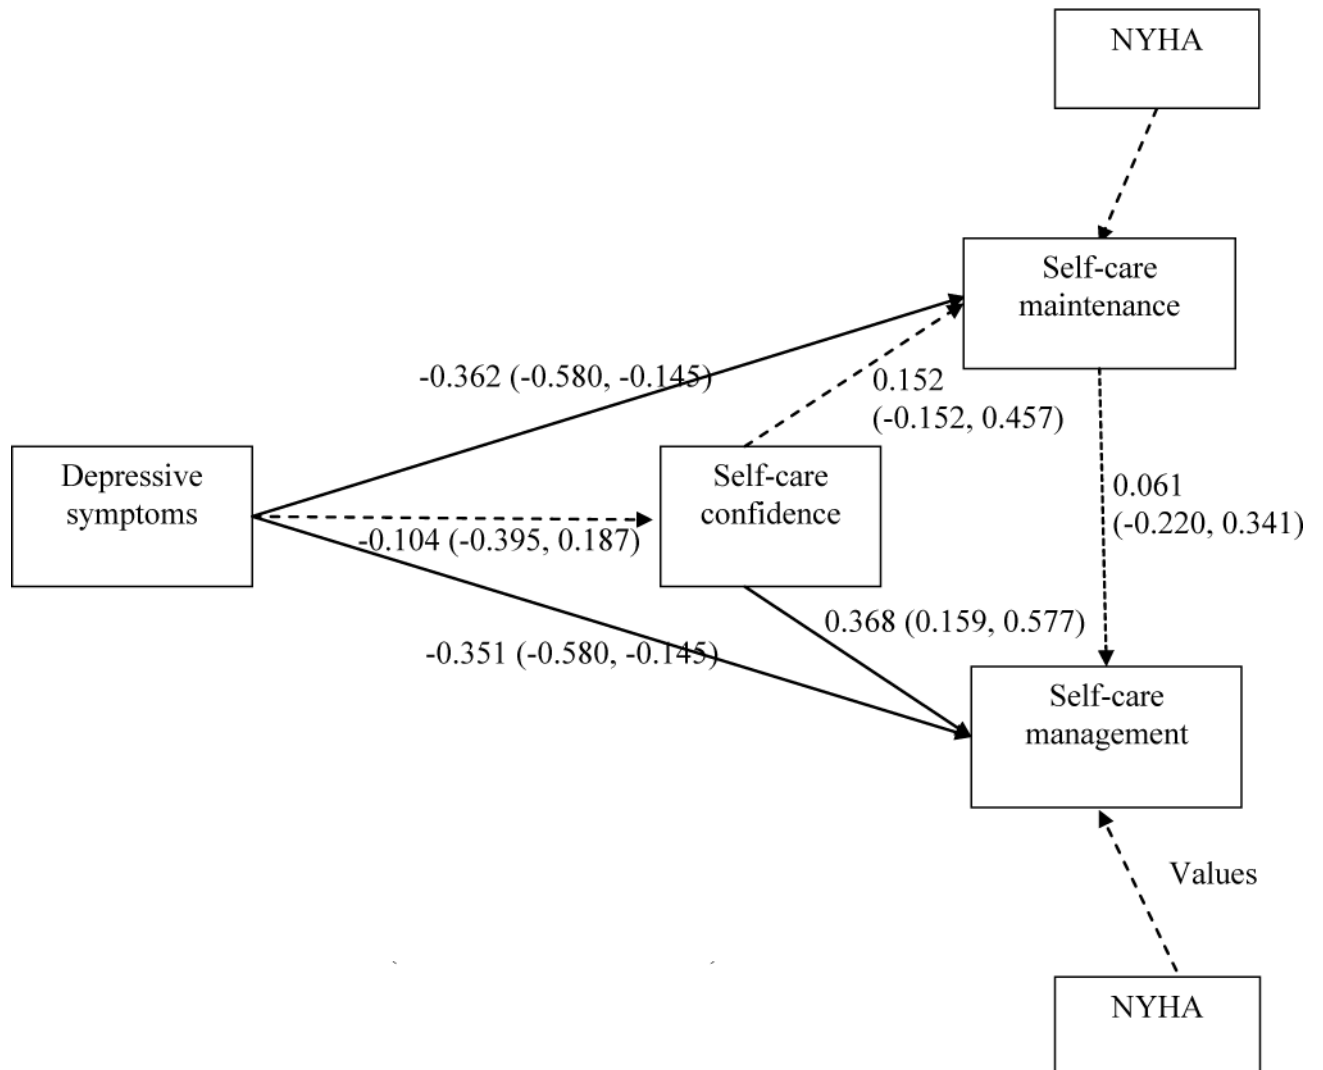 NYHA
Self-care
maintenance
-0.362 (-0.580, -0.145)
0.152
(-0.152, 0.457)
Depressive
symptoms
Self-care
confidence
0.061
(-0.220, 0.341)
-0.104 (-0.395, 0.187)
0.368 (0.159, 0.577)
-0.351 (-0.580, -0.145)
Self-care
management
Values
NYHA